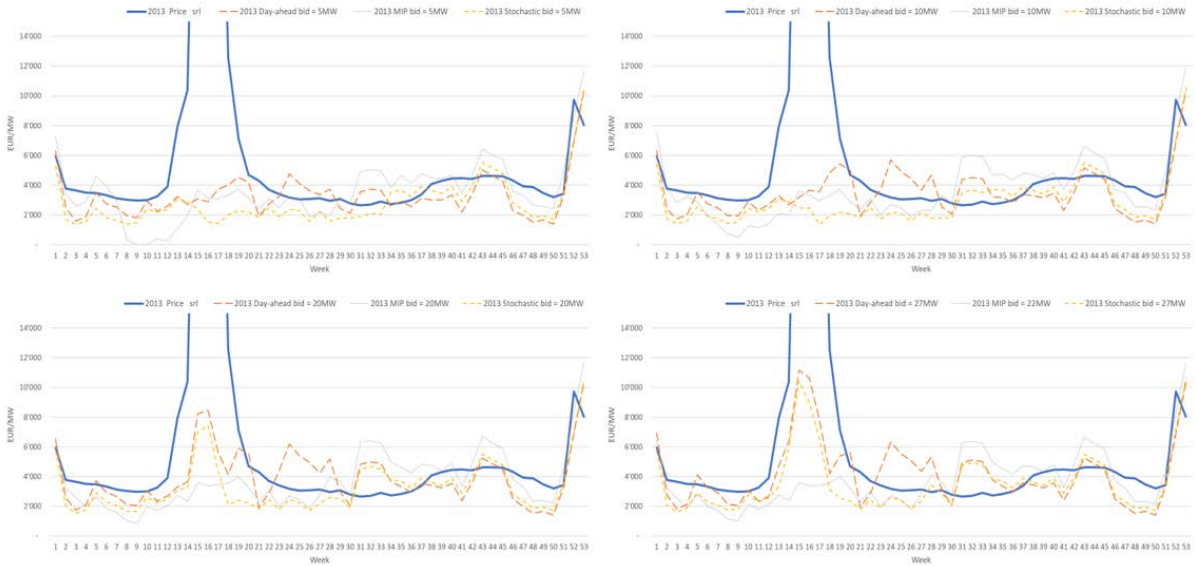 2013 Price srl 2013 Day-ahead bid = 5MW 2013 MIP bid = 5MW 2013 Stochastic bid = 5MW
14'000
12'000
10'000
8'000
6'000
4'000
2'000
-
EUR/MW
1 2 3 4 5 6 7 8 9 10 11 12 13 14 15 16 17 18 19 20 21 22 23 24 25 26 27 28 29 30 31 32 33 34 35 36 37 38 39 40 41 42 43 44 45 46 47 48 49 50 51 52 53
Week
2013 Price srl 2013 Day-ahead bid = 10MW 2013 MIP bid = 10MW 2013 Stochastic bid = 10MW
14'000
12'000
10'000
8'000
6'000
4'000
2'000
-
EUR/MW
1 2 3 4 5 6 7 8 9 10 11 12 13 14 15 16 17 18 19 20 21 22 23 24 25 26 27 28 29 30 31 32 33 34 35 36 37 38 39 40 41 42 43 44 45 46 47 48 49 50 51 52 53
Week
2013 Price srl 2013 Day-ahead bid = 20MW 2013 MIP bid = 20MW 2013 Stochastic bid = 20MW
14'000
12'000
10'000
8'000
6'000
4'000
2'000
-
EUR/MW
1 2 3 4 5 6 7 8 9 10 11 12 13 14 15 16 17 18 19 20 21 22 23 24 25 26 27 28 29 30 31 32 33 34 35 36 37 38 39 40 41 42 43 44 45 46 47 48 49 50 51 52 53
Week
2013 Price srl 2013 Day-ahead bid = 27MW 2013 MIP bid = 22MW 2013 Stochastic bid = 27MW
14'000
12'000
10'000
8'000
6'000
4'000
2'000
-
EUR/MW
1 2 3 4 5 6 7 8 9 10 11 12 13 14 15 16 17 18 19 20 21 22 23 24 25 26 27 28 29 30 31 32 33 34 35 36 37 38 39 40 41 42 43 44 45 46 47 48 49 50 51 52 53
Week